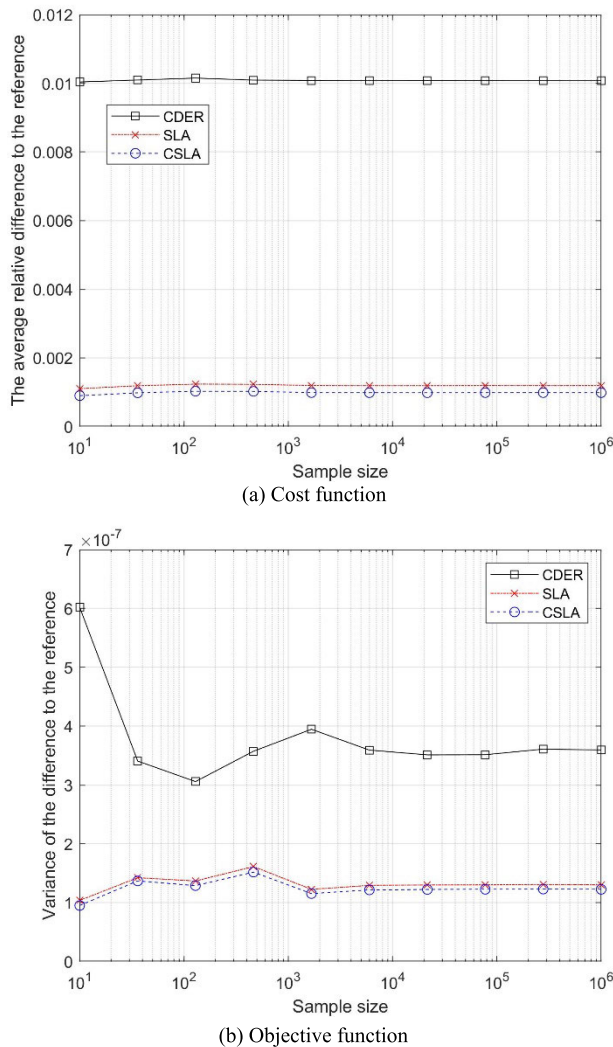 0.012
0.01
0.008
0.006
0.004
0.002
0
The average relative difference to the reference
CDER
SLA
CSLA
10^1 10^2 10^3 10^4 10^5 10^6
Sample size
(a) Cost function
×10^-7
7
6
5
4
3
2
1
0
Variance of the difference to the reference
CDER
SLA
CSLA
10^1 10^2 10^3 10^4 10^5 10^6
Sample size
(b) Objective function